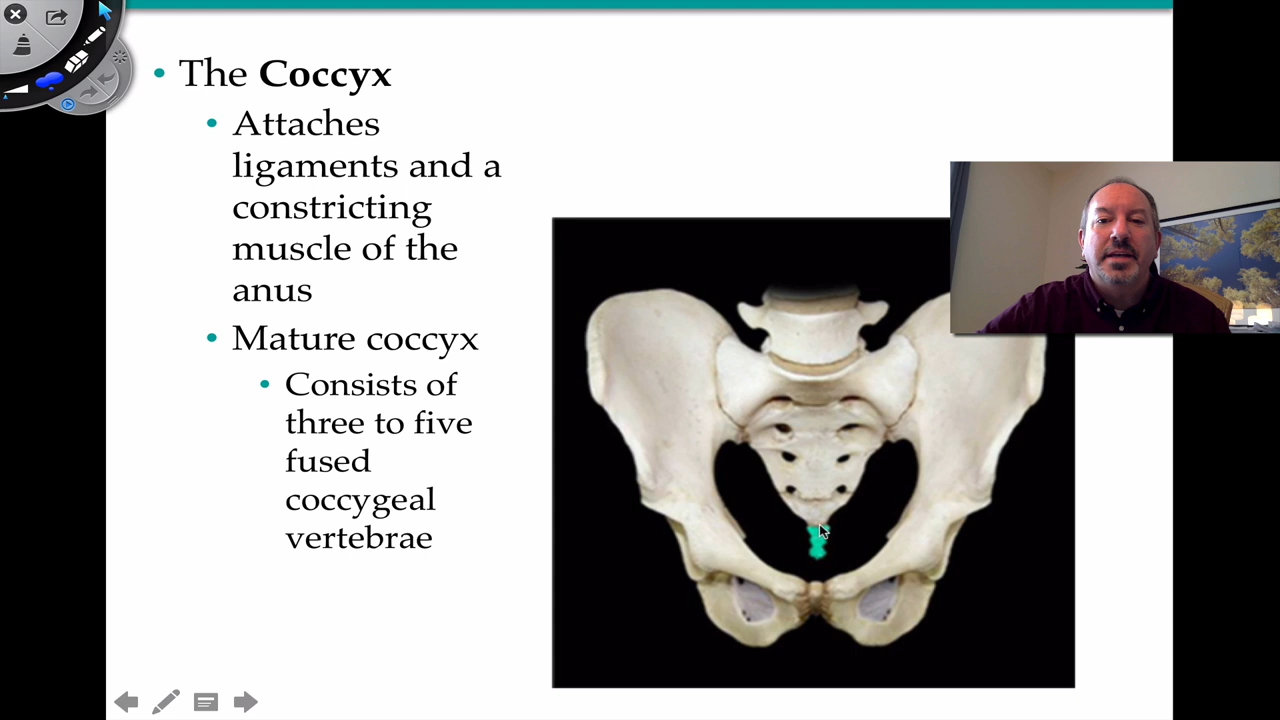 • The Coccyx
• Attaches
ligaments and a
constricting
muscle of the
anus
• Mature coccyx
• Consists of
three to five
fused
coccygeal
vertebrae